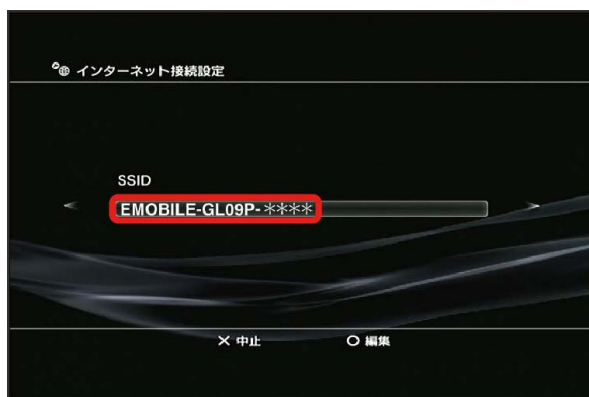 インターネット接続設定
SSID
EMOBILE-GL09P-****
✕ 中止 ○ 編集